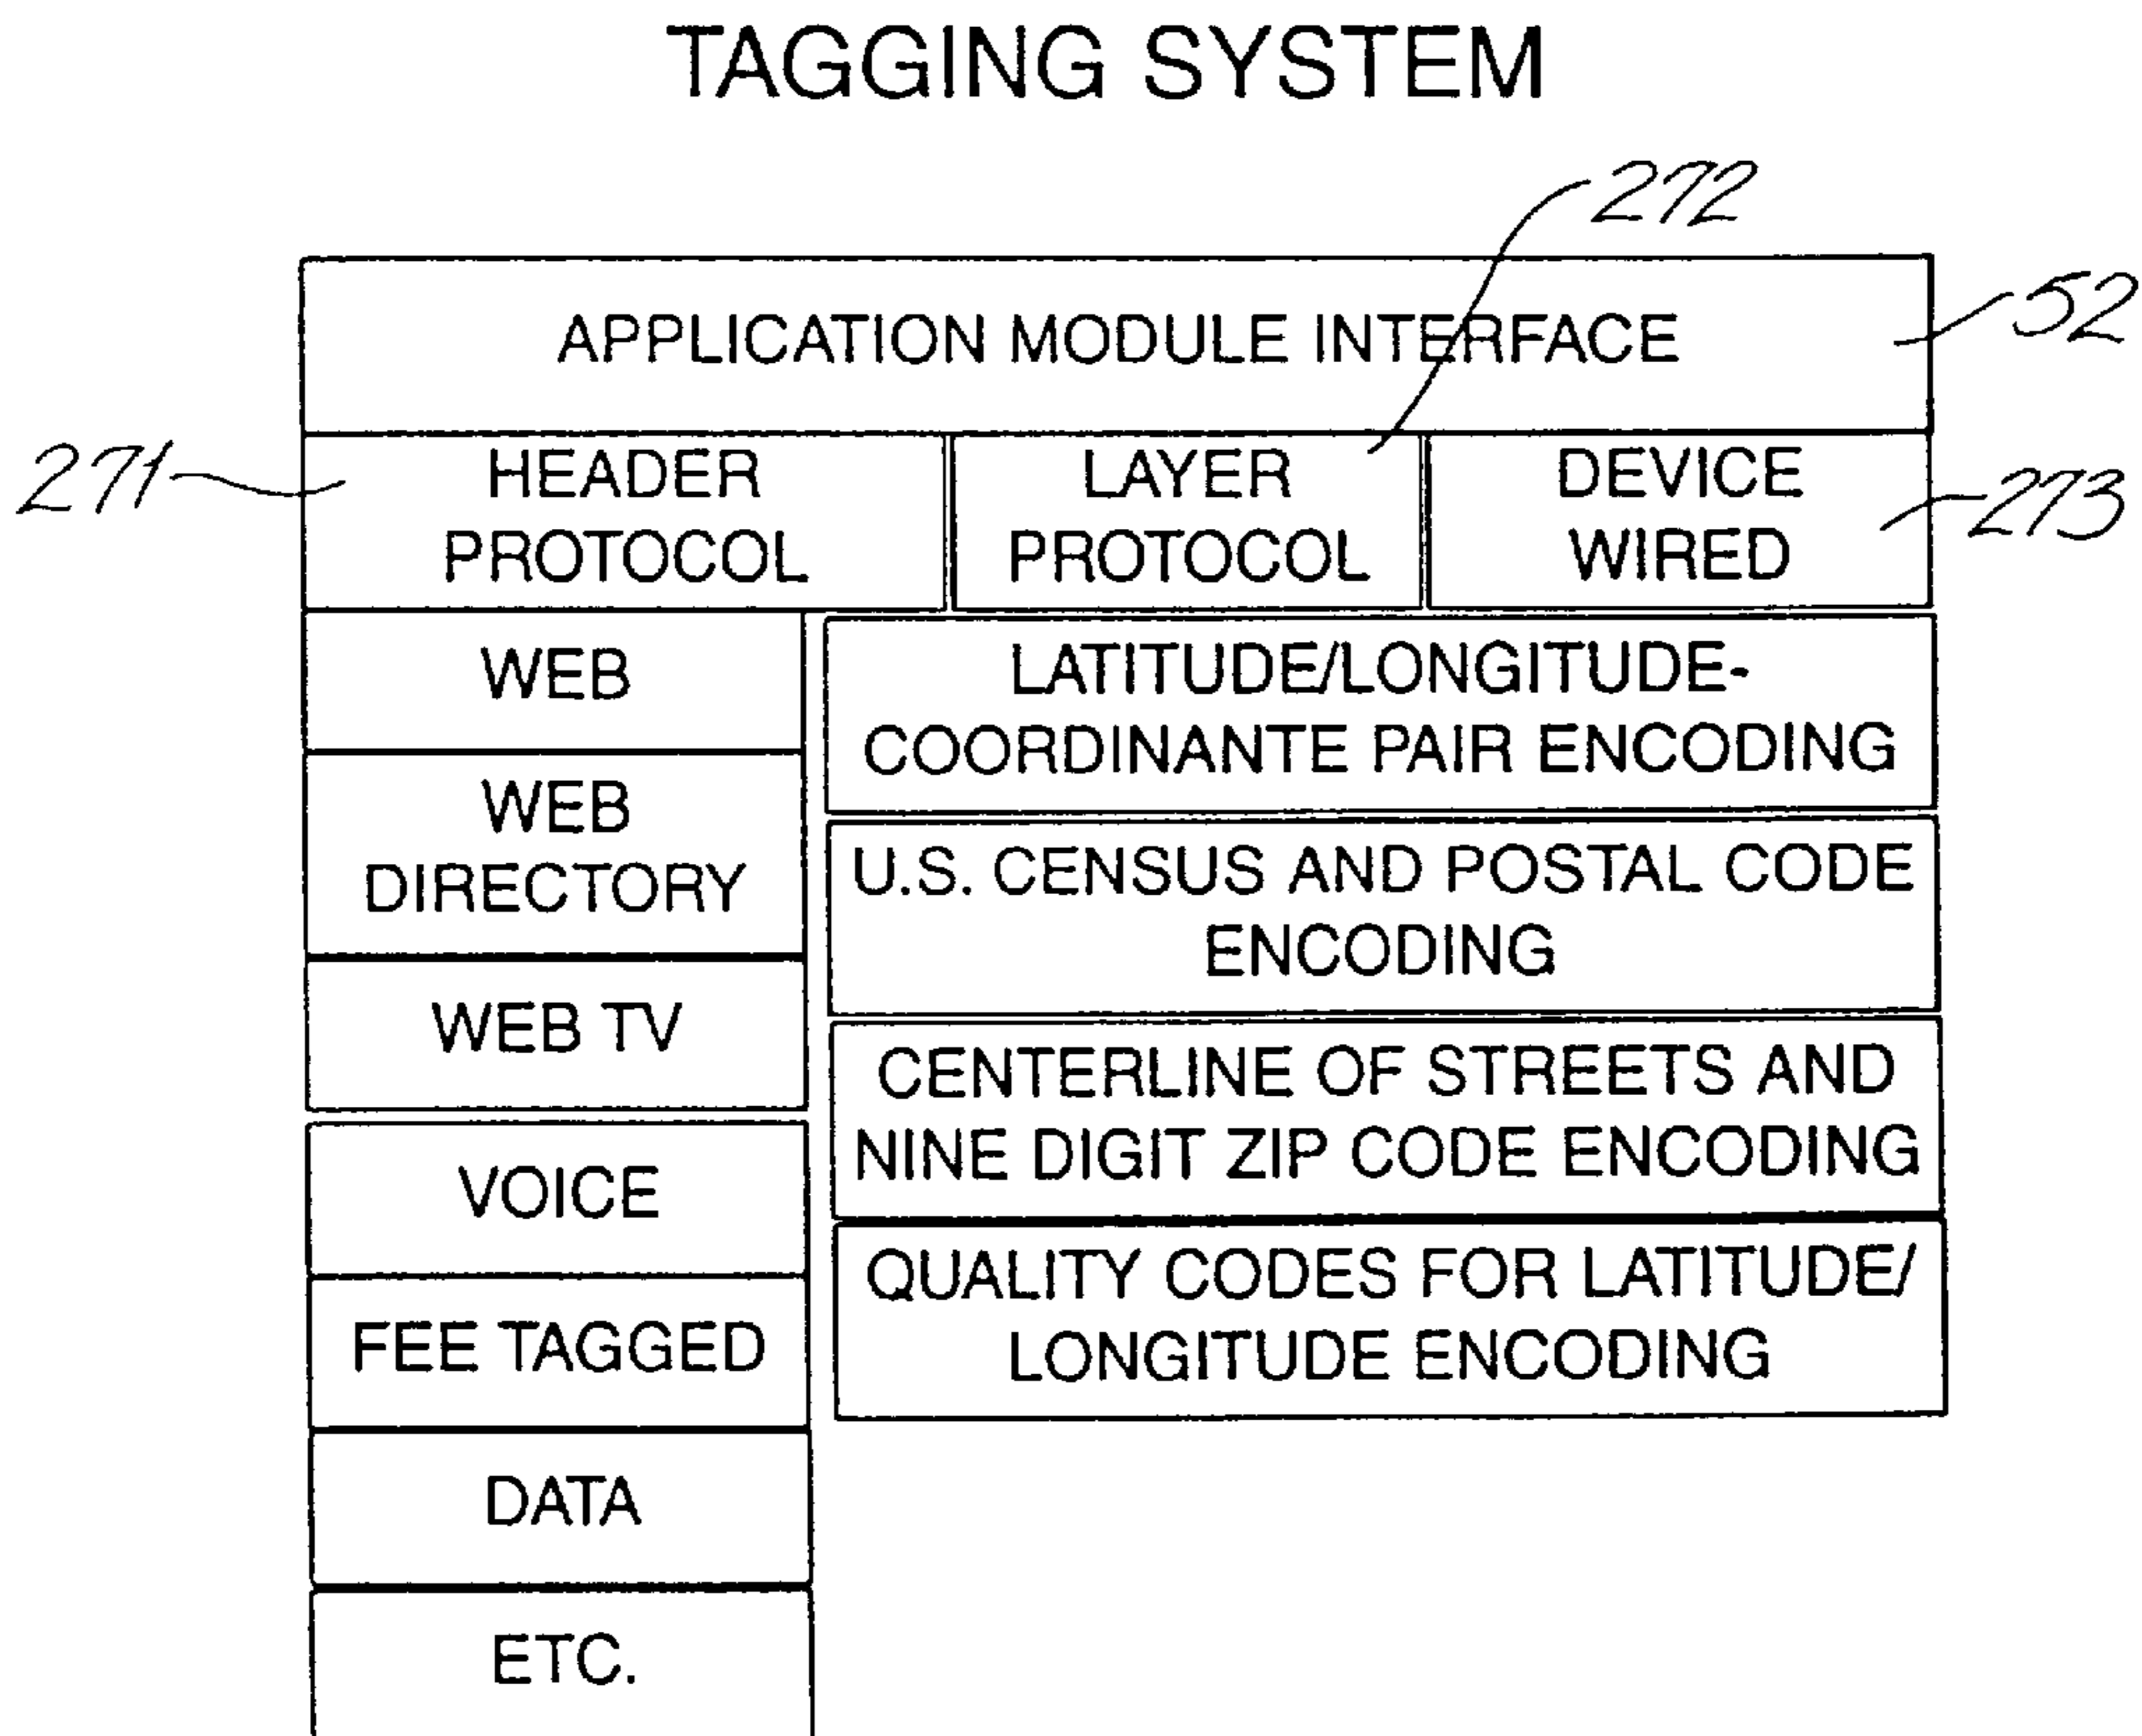 TAGGING SYSTEM
272
APPLICATION MODULE INTERFACE
52
271
HEADER
PROTOCOL
LAYER
PROTOCOL
DEVICE
WIRED
273
WEB
WEB
DIRECTORY
WEB TV
VOICE
FEE TAGGED
DATA
ETC.
LATITUDE/LONGITUDE-
COORDINANTE PAIR ENCODING
U.S. CENSUS AND POSTAL CODE
ENCODING
CENTERLINE OF STREETS AND
NINE DIGIT ZIP CODE ENCODING
QUALITY CODES FOR LATITUDE/
LONGITUDE ENCODING